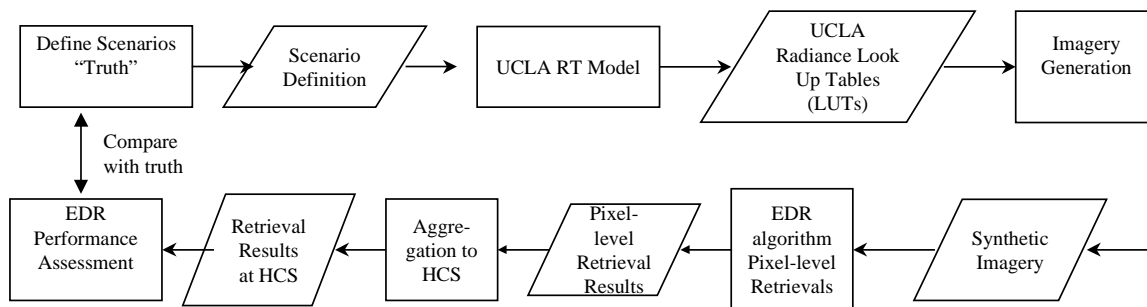 Define Scenarios
“Truth”
Scenario
Definition
UCLA RT Model
UCLA
Radiance Look
Up Tables
(LUTs)
Imagery
Generation
Compare
with truth
EDR
Performance
Assessment
Retrieval
Results
at HCS
Aggre-
gation to
HCS
Pixel-
level
Retrieval
Results
EDR
algorithm
Pixel-level
Retrievals
Synthetic
Imagery